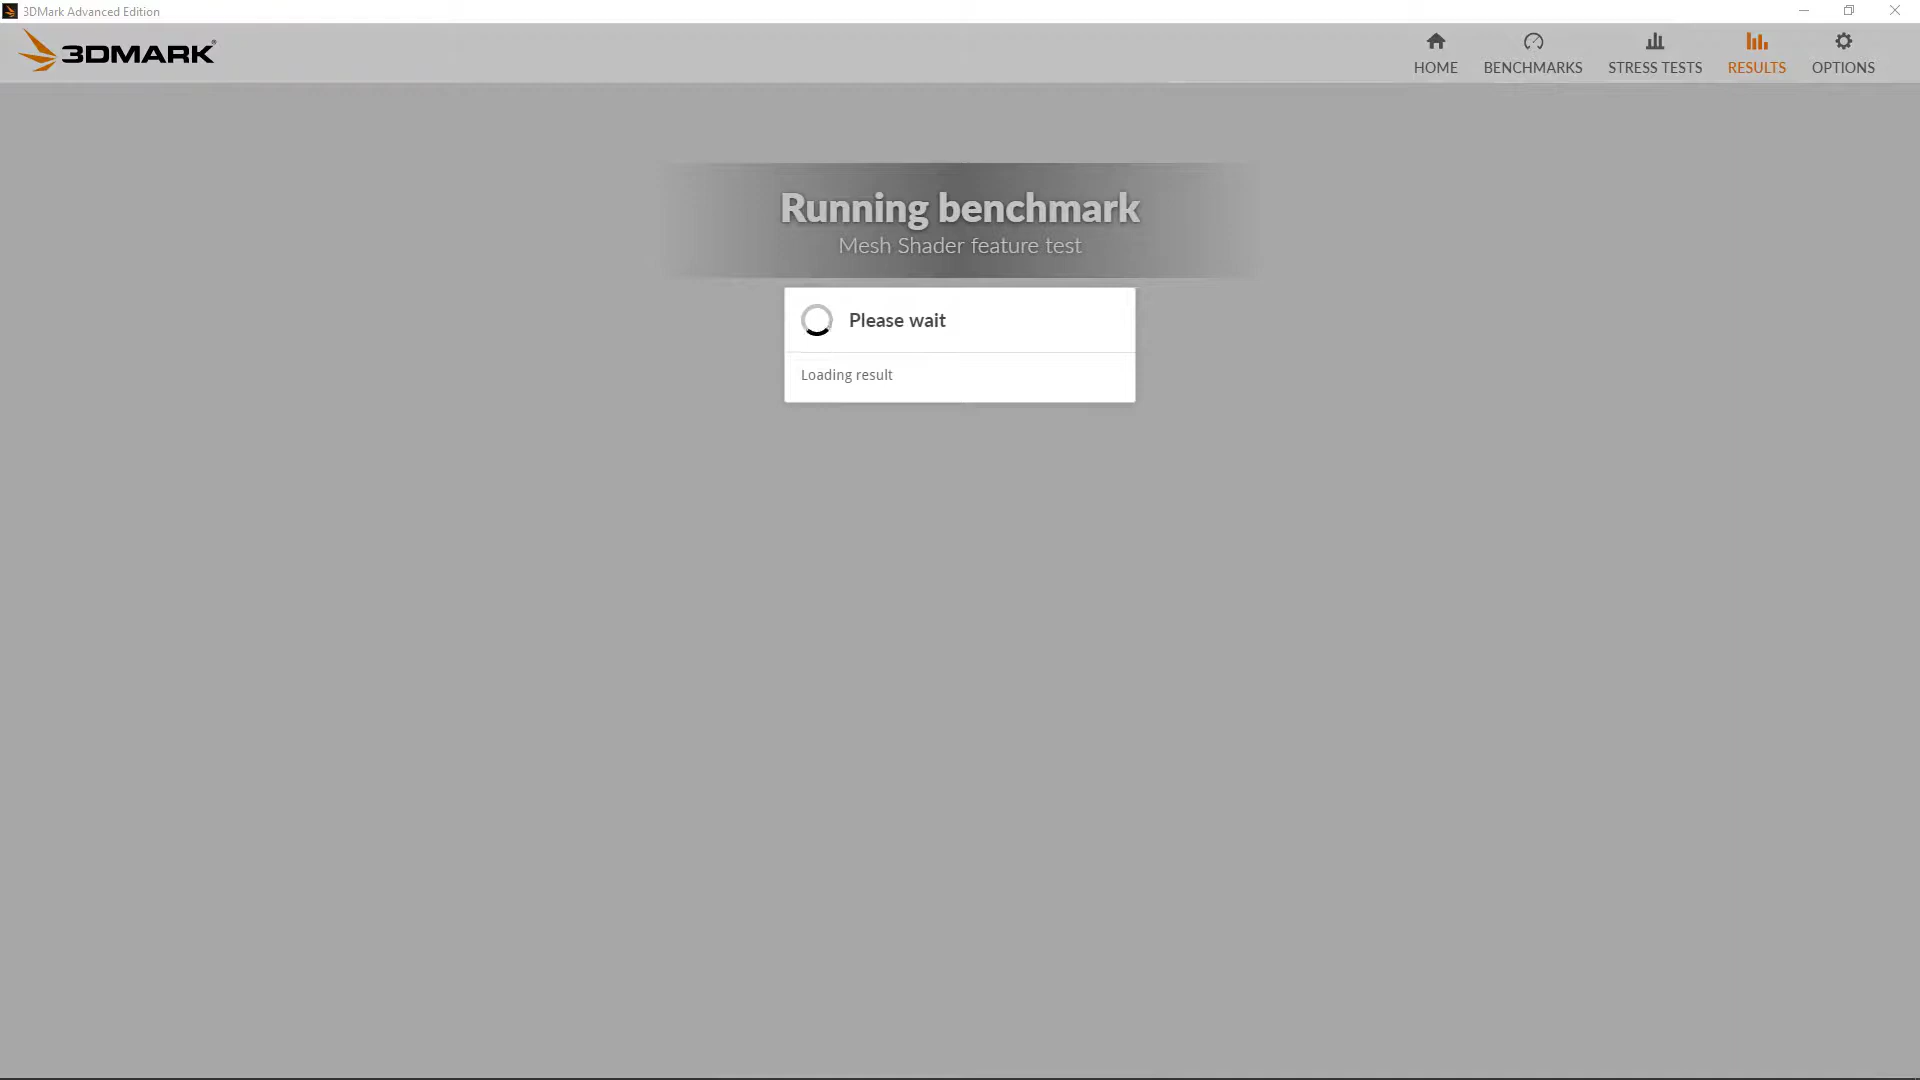 3DMark Advanced Edition
3DMARK®
HOME
BENCHMARKS
STRESS TESTS
RESULTS
OPTIONS
Running benchmark
Mesh Shader feature test
Please wait
Loading result